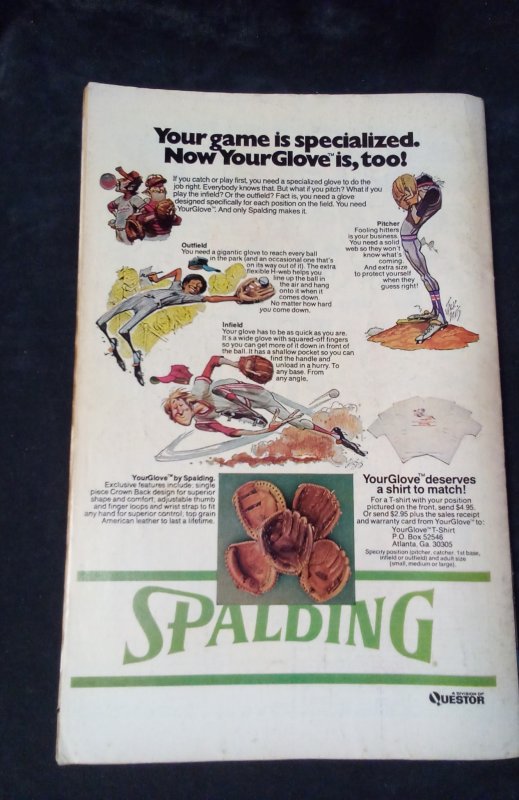 Your game is specialized.
Now YourGlove™ is, too!
If you catch or play first, you need a specialized glove to do the
job right. Everybody knows that. But what if you pitch? What if you
play the infield? Or the outfield? Fact is, you need a glove
designed specifically for each position on the field. You need
YourGlove™. And only Spalding makes it.
Outfield
You need a gigantic glove to reach every ball
in the park (and an occasional one that's
on its way out of it). The extra
flexible H-web helps you
line up the ball in
the air and hang
onto it when it
comes down.
No matter how hard
you come down.
Pitcher
Fooling hitters
is your business.
You need a solid
web so they won't
know what's
coming.
And extra size
to protect yourself
when they
guess right!
Infield
Your glove has to be as quick as you are.
It's a wide glove with squared-off fingers
so you can get more of it down in front of
the ball. It has a shallow pocket so you can
find the handle and
unload in a hurry. To
any base. From
any angle.
YourGlove™ by Spalding.
Exclusive features include: single
piece Crown Back design for superior
shape and comfort; adjustable thumb
and finger loops and wrist strap to fit
any hand for superior control; top grain
American leather to last a lifetime.
YourGlove™ deserves
a shirt to match!
For a T-shirt with your position
pictured on the front, send $4.95.
Or send $2.95 plus the sales receipt
and warranty card from YourGlove™ to:
YourGlove™ T-Shirt
P.O. Box 52546
Atlanta, Ga. 30305
Specify position (pitcher, catcher, 1st base,
infield or outfield) and adult size
(small, medium or large).
SPALDING
A DIVISION OF
QUESTOR